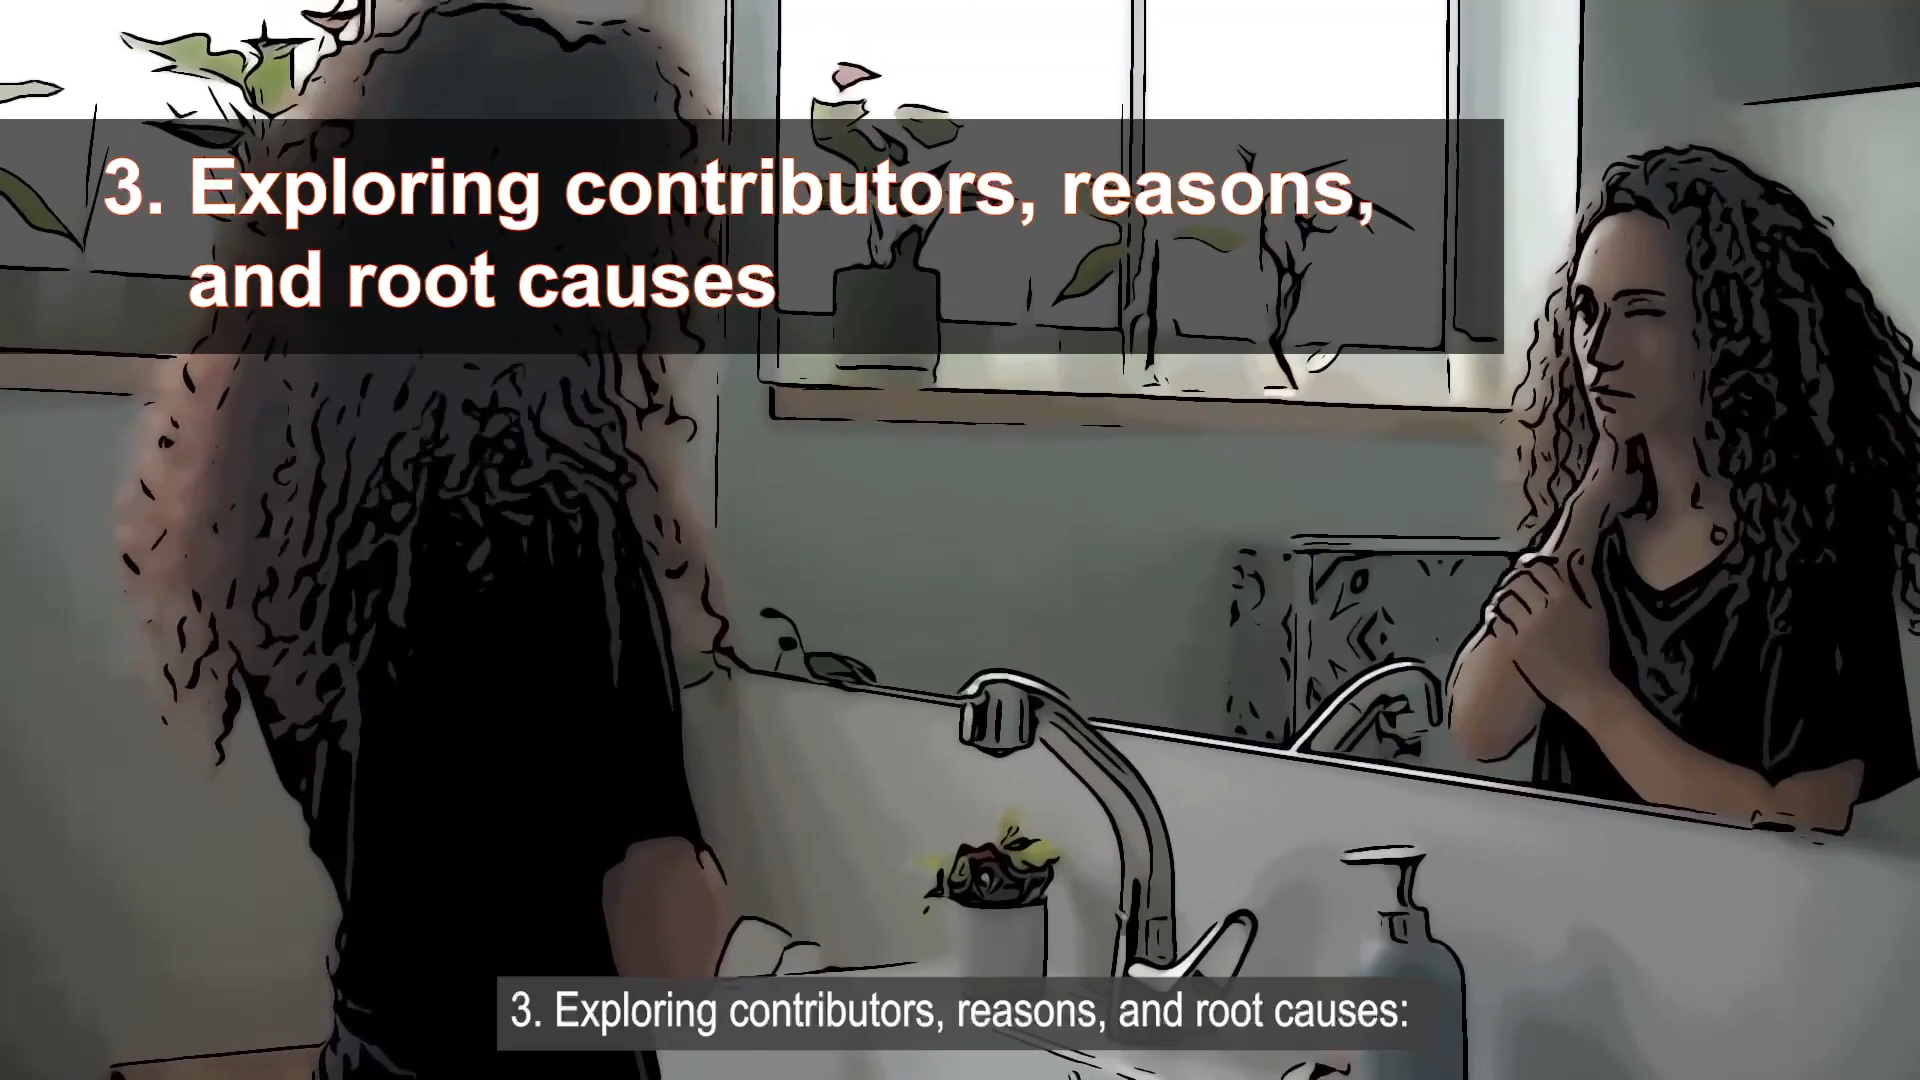 3. Exploring contributors, reasons,
and root causes
3. Exploring contributors, reasons, and root causes: